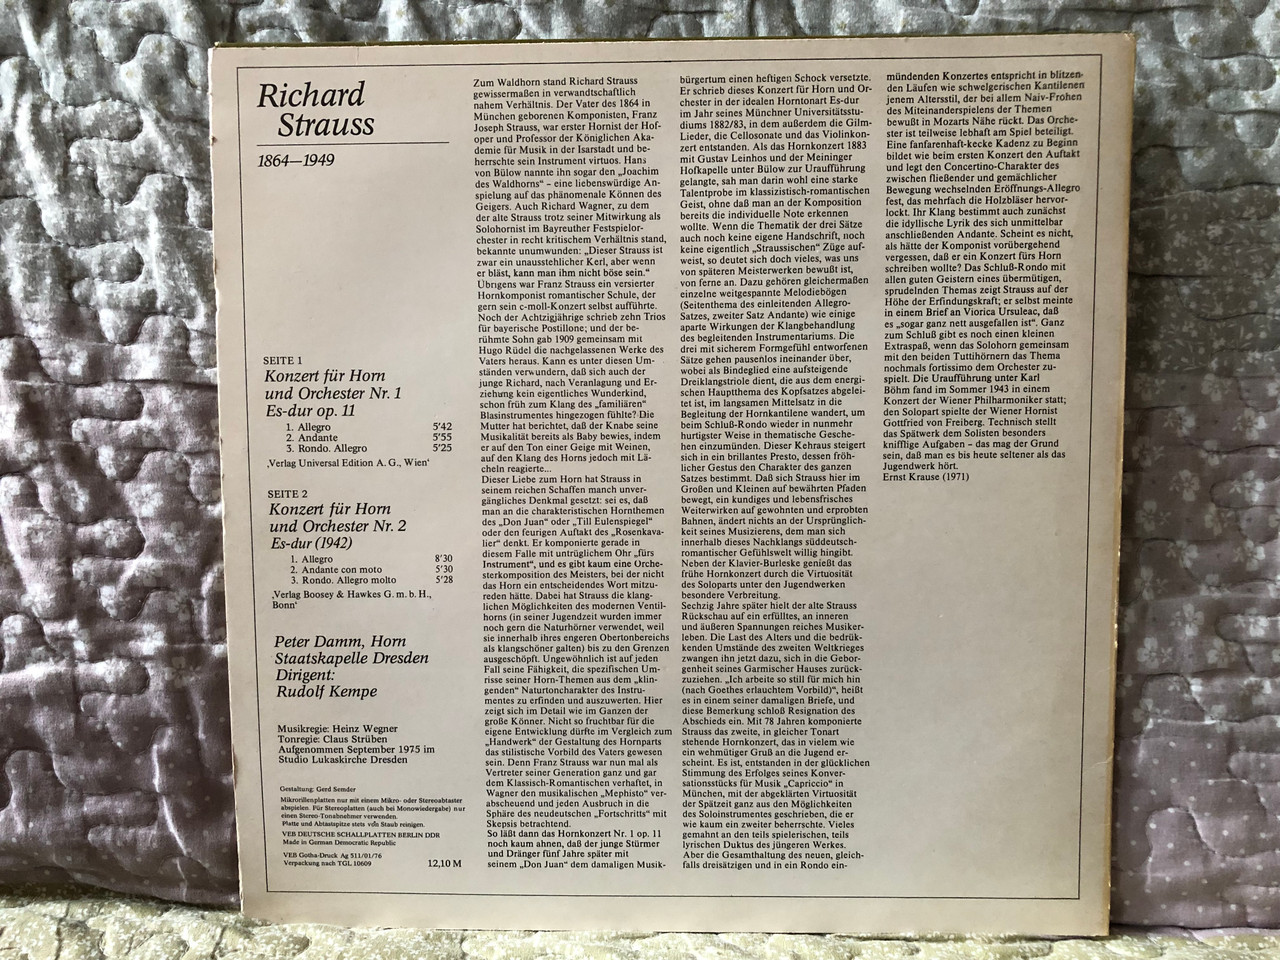 Richard
Strauss
1864—1949
SEITE 1
Konzert für Horn
und Orchester Nr. 1
Es-dur op. 11
1. Allegro 5'42
2. Andante 5'55
3. Rondo. Allegro 5'25
‚Verlag Universal Edition A. G., Wien‘
SEITE 2
Konzert für Horn
und Orchester Nr. 2
Es-dur (1942)
1. Allegro 8'30
2. Andante con moto 5'30
3. Rondo. Allegro molto 5'28
‚Verlag Boosey & Hawkes G. m. b. H.,
Bonn‘
Peter Damm, Horn
Staatskapelle Dresden
Dirigent:
Rudolf Kempe
Musikregie: Heinz Wegner
Tonregie: Claus Strüben
Aufgenommen September 1975 im
Studio Lukaskirche Dresden
Gestaltung: Gerd Semder
Mikrorillenplatten nur mit einem Mikro- oder Stereoabtaster
abspielen. Für Stereoplatten (auch bei Monowiedergabe) nur
einen Stereo-Tonabnehmer verwenden.
Platte und Abtastspitze stets von Staub reinigen.
VEB DEUTSCHE SCHALLPLATTEN BERLIN DDR
Made in German Democratic Republic
VEB Gotha-Druck Ag 511/01/76
Verpackung nach TGL 10609
12,10 M
Zum Waldhorn stand Richard Strauss
gewissermaßen in verwandtschaftlich
nahem Verhältnis. Der Vater des 1864 in
München geborenen Komponisten, Franz
Joseph Strauss, war erster Hornist der Hof-
oper und Professor der Königlichen Aka-
demie für Musik in der Isarstadt und be-
herrschte sein Instrument virtuos. Hans
von Bülow nannte ihn sogar den „Joachim
des Waldhorns“ – eine liebenswürdige An-
spielung auf das phänomenale Können des
Geigers. Auch Richard Wagner, zu dem
der alte Strauss trotz seiner Mitwirkung als
Solohornist im Bayreuther Festspielor-
chester in recht kritischem Verhältnis stand,
bekannte unumwunden: „Dieser Strauss ist
zwar ein unausstehlicher Kerl, aber wenn
er bläst, kann man ihm nicht böse sein.“
Übrigens war Franz Strauss ein versierter
Hornkomponist romantischer Schule, der
gern sein c-moll-Konzert selbst aufführte.
Noch der Achtzigjährige schrieb zehn Trios
für bayerische Postillone; und der be-
rühmte Sohn gab 1909 gemeinsam mit
Hugo Rüdel die nachgelassenen Werke des
Vaters heraus. Kann es unter diesen Um-
ständen verwundern, daß sich auch der
junge Richard, nach Veranlagung und Er-
ziehung kein eigentliches Wunderkind,
schon früh zum Klang des „familiären“
Blasinstrumentes hingezogen fühlte? Die
Mutter hat berichtet, daß der Knabe seine
Musikalität bereits als Baby bewies, indem
er auf den Ton einer Geige mit Weinen,
auf den Klang des Horns jedoch mit Lä-
cheln reagierte...
Dieser Liebe zum Horn hat Strauss in
seinem reichen Schaffen manch unver-
gängliches Denkmal gesetzt: sei es, daß
man an die charakteristischen Hornthemen
des „Don Juan“ oder „Till Eulenspiegel“
oder den feurigen Auftakt des „Rosenkava-
lier“ denkt. Er komponierte gerade in
diesem Falle mit untrüglichem Ohr „fürs
Instrument“, und es gibt kaum eine Orche-
sterkomposition des Meisters, bei der nicht
das Horn ein entscheidendes Wort mitzu-
reden hätte. Dabei hat Strauss die klang-
lichen Möglichkeiten des modernen Ventil-
horns (in seiner Jugendzeit wurden immer
noch gern die Naturhörner verwendet, weil
sie innerhalb ihres engeren Obertonbereichs
als klangschöner galten) bis zu den Grenzen
ausgeschöpft. Ungewöhnlich ist auf jeden
Fall seine Fähigkeit, die spezifischen Um-
risse seiner Horn-Themen aus dem „klin-
genden“ Naturtoncharakter des Instru-
mentes zu erfinden und auszuwerten. Hier
zeigt sich im Detail wie im Ganzen der
große Könner. Nicht so fruchtbar für die
eigene Entwicklung dürfte im Vergleich zum
„Handwerk“ der Gestaltung des Hornparts
das stilistische Vorbild des Vaters gewesen
sein. Denn Franz Strauss war nun mal als
Vertreter seiner Generation ganz und gar
dem Klassisch-Romantischen verhaftet, in
Wagner den musikalischen „Mephisto“ ver-
abscheuend und jeden Ausbruch in die
Sphäre des neudeutschen „Fortschritts“ mit
Skepsis betrachtend.
So läßt dann das Hornkonzert Nr. 1 op. 11
noch kaum ahnen, daß der junge Stürmer
und Dränger fünf Jahre später mit
seinem „Don Juan“ dem damaligen Musik-
bürgertum einen heftigen Schock versetzte.
Er schrieb dieses Konzert für Horn und Or-
chester in der idealen Horntonart Es-dur
im Jahr seines Münchner Universitätsstu-
diums 1882/83, in dem außerdem die Gilm-
Lieder, die Cellosonate und das Violinkon-
zert entstanden. Als das Hornkonzert 1883
mit Gustav Leinhos und der Meininger
Hofkapelle unter Bülow zur Uraufführung
gelangte, sah man darin wohl eine starke
Talentprobe im klassizistisch-romantischen
Geist, ohne daß man an der Komposition
bereits die individuelle Note erkennen
wollte. Wenn die Thematik der drei Sätze
auch noch keine eigene Handschrift, noch
keine eigentlich „Straussischen“ Züge auf-
weist, so deutet sich doch vieles, was uns
von späteren Meisterwerken bewußt ist,
von ferne an. Dazu gehören gleichermaßen
einzelne weitgespannte Melodiebögen
(Seitenthema des einleitenden Allegro-
Satzes, zweiter Satz Andante) wie einige
aparte Wirkungen der Klangbehandlung
des begleitenden Instrumentariums. Die
drei mit sicherem Formgefühl entworfenen
Sätze gehen pausenlos ineinander über,
wobei als Bindeglied eine aufsteigende
Dreiklangstriole dient, die aus dem energi-
schen Hauptthema des Kopfsatzes abgelei-
tet ist, im langsamen Mittelsatz in die
Begleitung der Hornkantilene wandert, um
beim Schluß-Rondo wieder in nunmehr
hurtigster Weise in thematische Gesche-
hen einzumünden. Dieser Kehraus steigert
sich in ein brillantes Presto, dessen fröh-
licher Gestus den Charakter des ganzen
Satzes bestimmt. Daß sich Strauss hier im
Großen und Kleinen auf bewährten Pfaden
bewegt, ein kundiges und lebensfrisches
Weiterwirken auf gewohnten und erprobten
Bahnen, ändert nichts an der Ursprünglich-
keit seines Musizierens, dem man sich
innerhalb dieses Nachklangs süddeutsch-
romantischer Gefühlswelt willig hingibt.
Neben der Klavier-Burleske genießt das
frühe Hornkonzert durch die Virtuosität
des Soloparts unter den Jugendwerken
besondere Verbreitung.
Sechzig Jahre später hielt der alte Strauss
Rückschau auf ein erfülltes, an inneren
und äußeren Spannungen reiches Musiker-
leben. Die Last des Alters und die bedrük-
kenden Umstände des zweiten Weltkrieges
zwangen ihn jetzt dazu, sich in die Gebor-
genheit seines Garmischer Hauses zurück-
zuziehen. „Ich arbeite so still für mich hin
(nach Goethes erlauchtem Vorbild)“, heißt
es in einem seiner damaligen Briefe, und
diese Bemerkung schloß Resignation des
Abschieds ein. Mit 78 Jahren komponierte
Strauss das zweite, in gleicher Tonart
stehende Hornkonzert, das in vielem wie
ein wehmütiger Gruß an die Jugend er-
scheint. Es ist, entstanden in der glücklichen
Stimmung des Erfolges seines Konver-
sationsstücks für Musik „Capriccio“ in
München, mit der abgeklärten Virtuosität
der Spätzeit ganz aus den Möglichkeiten
des Soloinstrumentes geschrieben, die er
wie kaum ein zweiter beherrschte. Vieles
gemahnt an den teils spielerischen, teils
lyrischen Duktus des jüngeren Werkes.
Aber die Gesamthaltung des neuen, gleich-
falls dreisätzigen und in ein Rondo ein-
mündenden Konzertes entspricht in blitzen-
den Läufen wie schwelgerischen Kantilenen
jenem Altersstil, der bei allem Naiv-Frohen
des Miteinanderspielens der Themen
bewußt in Mozarts Nähe rückt. Das Orche-
ster ist teilweise lebhaft am Spiel beteiligt.
Eine fanfarenhaft-kecke Kadenz zu Beginn
bildet wie beim ersten Konzert den Auftakt
und legt den Concertino-Charakter des
zwischen fließender und gemächlicher
Bewegung wechselnden Eröffnungs-Allegro
fest, das mehrfach die Holzbläser hervor-
lockt. Ihr Klang bestimmt auch zunächst
die idyllische Lyrik des sich unmittelbar
anschließenden Andante. Scheint es nicht,
als hätte der Komponist vorübergehend
vergessen, daß er ein Konzert fürs Horn
schreiben wollte? Das Schluß-Rondo mit
allen guten Geistern eines übermütigen,
sprudelnden Themas zeigt Strauss auf der
Höhe der Erfindungskraft; er selbst meinte
in einem Brief an Viorica Ursuleac, daß
es „sogar ganz nett ausgefallen ist“. Ganz
zum Schluß gibt es noch einen kleinen
Extraspaß, wenn das Solohorn gemeinsam
mit den beiden Tuttihörnern das Thema
nochmals fortissimo dem Orchester zu-
spielt. Die Uraufführung unter Karl
Böhm fand im Sommer 1943 in einem
Konzert der Wiener Philharmoniker statt;
den Solopart spielte der Wiener Hornist
Gottfried von Freiberg. Technisch stellt
das Spätwerk dem Solisten besonders
knifflige Aufgaben – das mag der Grund
sein, daß man es bis heute seltener als das
Jugendwerk hört.
Ernst Krause (1971)